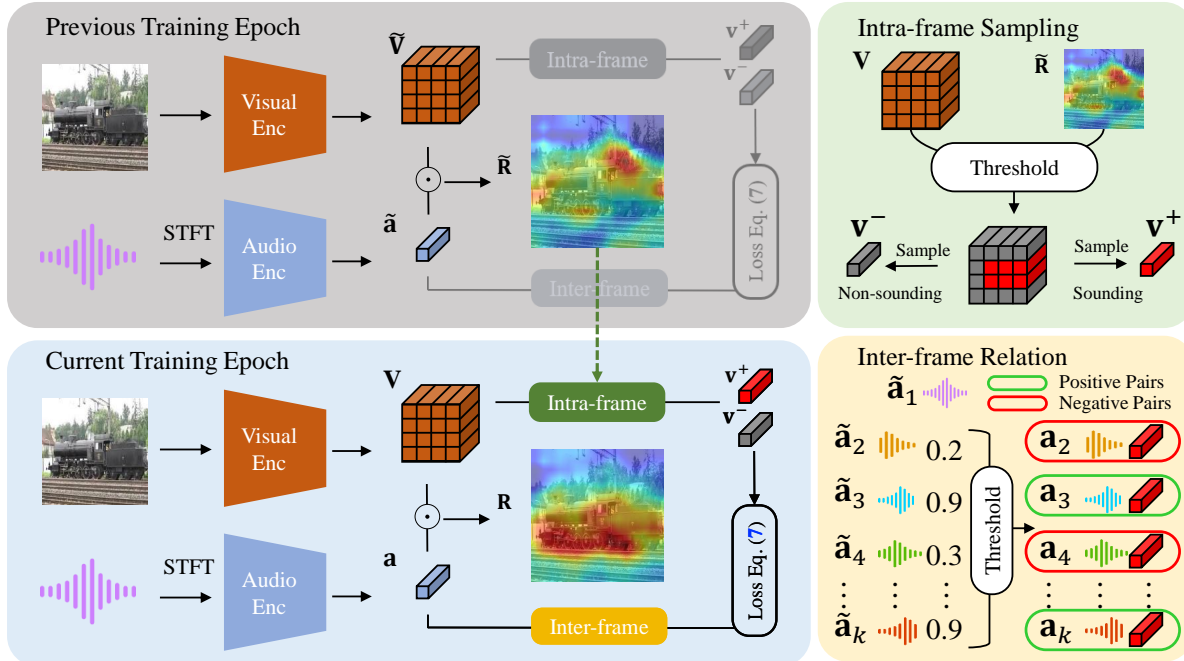 Previous Training Epoch
Visual
Enc
Ṽ
Intra-frame
v⁺
v⁻
R̃
STFT
Audio
Enc
ã
Inter-frame
Loss Eq. (7)
Current Training Epoch
Visual
Enc
V
Intra-frame
v⁺
v⁻
R
STFT
Audio
Enc
a
Inter-frame
Loss Eq. (7)
Intra-frame Sampling
V
R̃
Threshold
v⁻
v⁺
Sample
Non-sounding
Sample
Sounding
Inter-frame Relation
ã₁
Positive Pairs
Negative Pairs
ã₂ 0.2 a₂
ã₃ 0.9 a₃
ã₄ 0.3 a₄
ãₖ 0.9 aₖ
Threshold